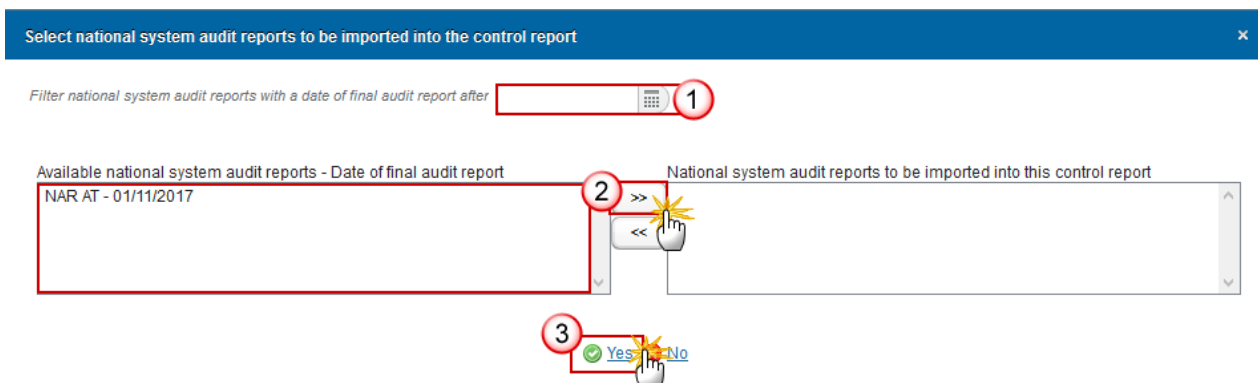 Select national system audit reports to be imported into the control report ×
Filter national system audit reports with a date of final audit report after
1
Available national system audit reports - Date of final audit report
National system audit reports to be imported into this control report
NAR AT - 01/11/2017
2
>>
<<
3
Yes No